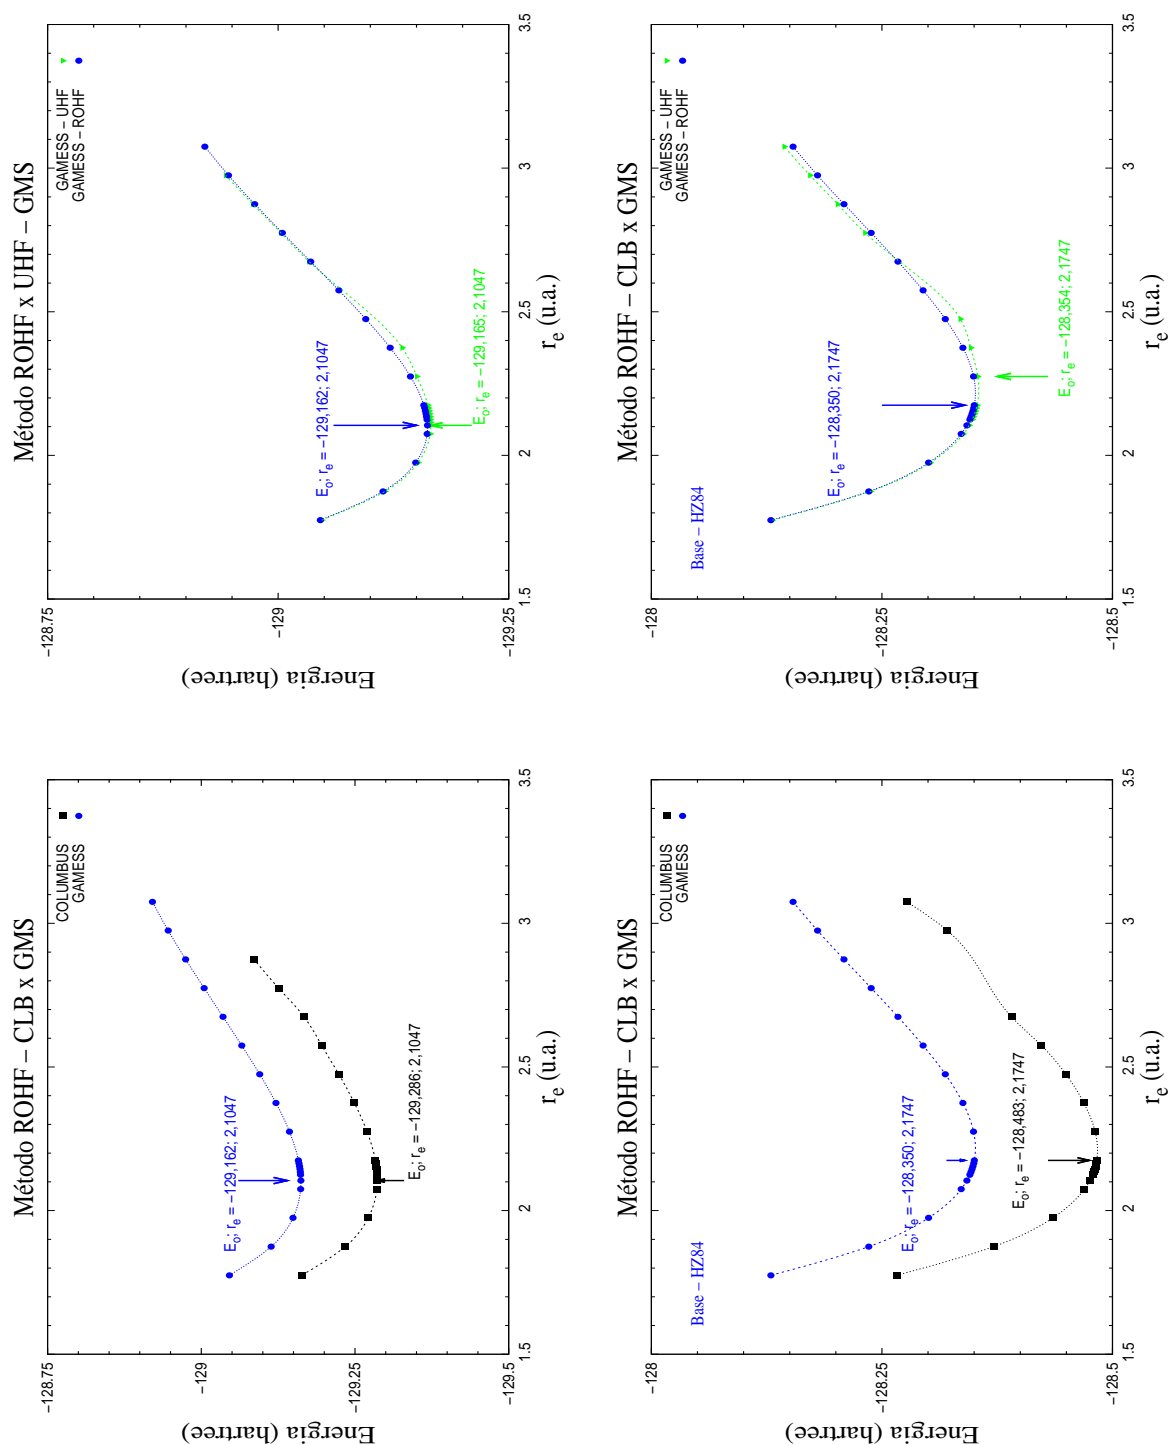 Método ROHF – CLB x GMS
COLUMBUS
GAMESS
Energia (hartree)
−128.75
−129
−129.25
−129.5
E₀; rₑ = −129,162; 2,1047
E₀; rₑ = −129,286; 2,1047
1.5
2
2.5
3
3.5
rₑ (u.a.)
Método ROHF x UHF – GMS
GAMESS – UHF
GAMESS – ROHF
Energia (hartree)
−128.75
−129
−129.25
E₀; rₑ = −129,162; 2,1047
E₀; rₑ = −129,165; 2,1047
1.5
2
2.5
3
3.5
rₑ (u.a.)
Método ROHF – CLB x GMS
COLUMBUS
GAMESS
Base – HZ84
Energia (hartree)
−128
−128.25
−128.5
E₀; rₑ = −128,350; 2,1747
E₀; rₑ = −128,483; 2,1747
1.5
2
2.5
3
3.5
rₑ (u.a.)
Método ROHF – CLB x GMS
GAMESS – UHF
GAMESS – ROHF
Base – HZ84
Energia (hartree)
−128
−128.25
−128.5
E₀; rₑ = −128,350; 2,1747
E₀; rₑ = −128,354; 2,1747
1.5
2
2.5
3
3.5
rₑ (u.a.)